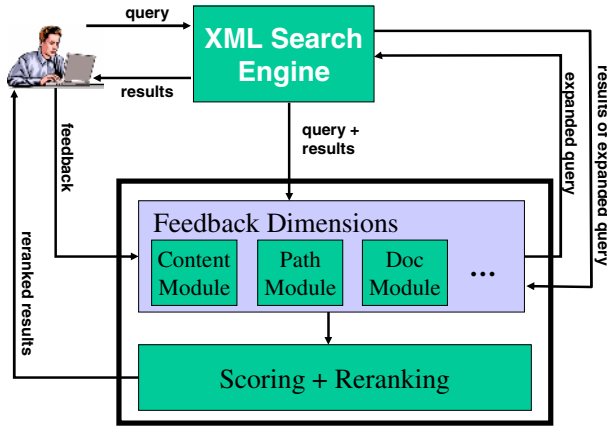 query
XML Search
Engine
results
query +
results
feedback
expanded query
results of expanded
query
reranked results
Feedback Dimensions
Content
Module
Path
Module
Doc
Module
...
Scoring + Reranking